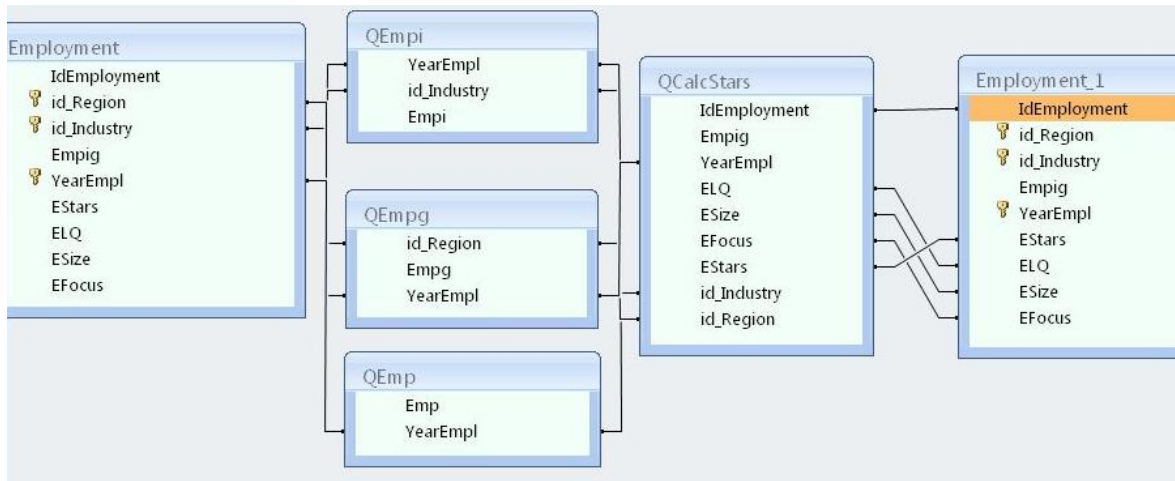 Employment
IdEmployment
id_Region
id_Industry
Empig
YearEmpl
EStars
ELQ
ESize
EFocus
QEmpi
YearEmpl
id_Industry
Empi
QEmpg
id_Region
Empg
YearEmpl
QEmp
Emp
YearEmpl
QCalcStars
IdEmployment
Empig
YearEmpl
ELQ
ESize
EFocus
EStars
id_Industry
id_Region
Employment_1
IdEmployment
id_Region
id_Industry
Empig
YearEmpl
EStars
ELQ
ESize
EFocus